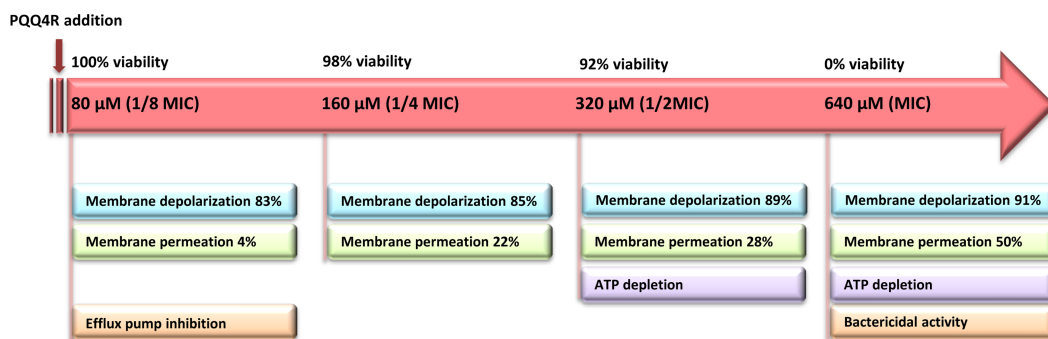 PQQ4R addition
100% viability
98% viability
92% viability
0% viability
80 µM (1/8 MIC)
160 µM (1/4 MIC)
320 µM (1/2MIC)
640 µM (MIC)
Membrane depolarization 83%
Membrane depolarization 85%
Membrane depolarization 89%
Membrane depolarization 91%
Membrane permeation 4%
Membrane permeation 22%
Membrane permeation 28%
Membrane permeation 50%
ATP depletion
ATP depletion
Efflux pump inhibition
Bactericidal activity